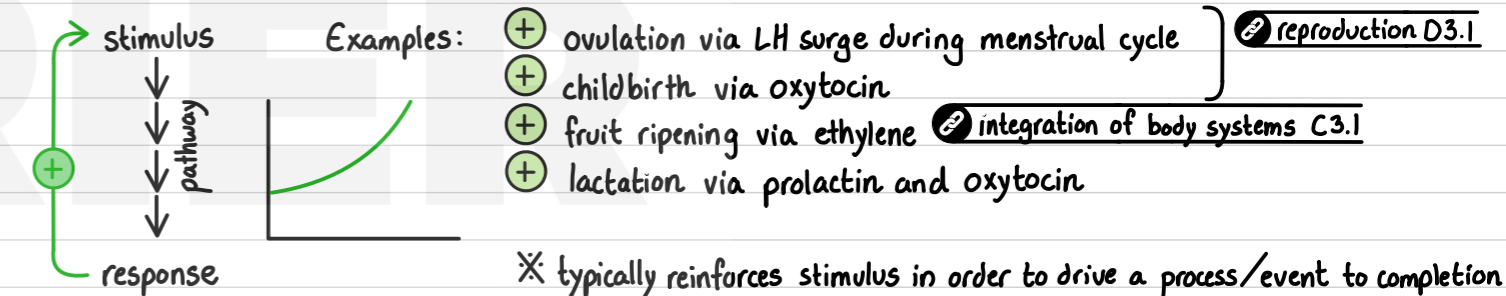 stimulus
pathway
response
Examples:
+ ovulation via LH surge during menstrual cycle
+ childbirth via oxytocin
reproduction D3.1
+ fruit ripening via ethylene integration of body systems C3.1
+ lactation via prolactin and oxytocin
※ typically reinforces stimulus in order to drive a process/event to completion
+